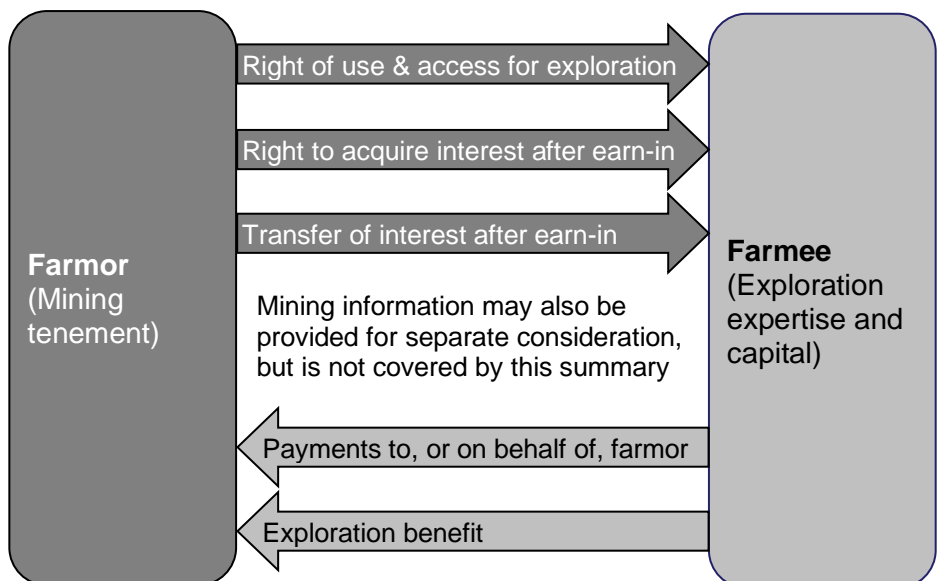 Right of use & access for exploration
Right to acquire interest after earn-in
Transfer of interest after earn-in
Farmor
(Mining
tenement)
Mining information may also be
provided for separate consideration,
but is not covered by this summary
Farmee
(Exploration
expertise and
capital)
Payments to, or on behalf of, farmor
Exploration benefit